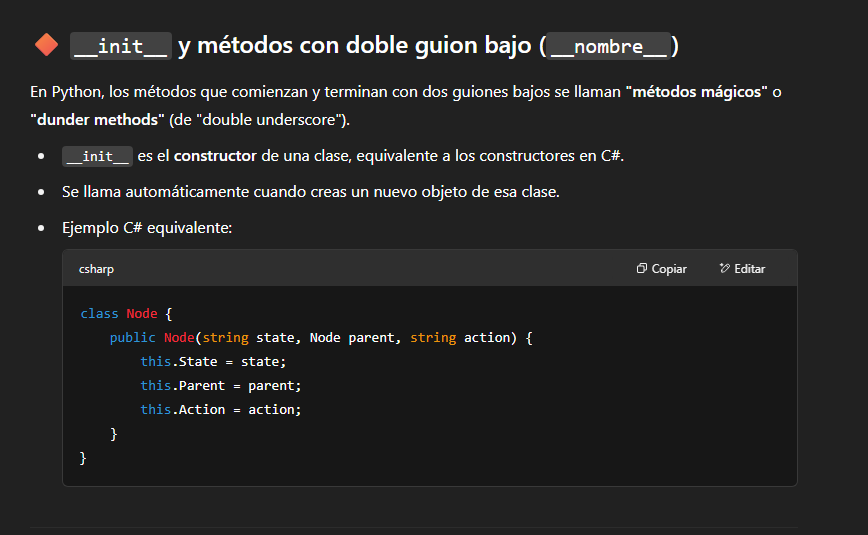 __init__ y métodos con doble guion bajo (__nombre__)
En Python, los métodos que comienzan y terminan con dos guiones bajos se llaman "métodos mágicos" o
"dunder methods" (de "double underscore").
__init__ es el constructor de una clase, equivalente a los constructores en C#.
Se llama automáticamente cuando creas un nuevo objeto de esa clase.
Ejemplo C# equivalente:
csharp Copiar Editar
class Node {
    public Node(string state, Node parent, string action) {
        this.State = state;
        this.Parent = parent;
        this.Action = action;
    }
}